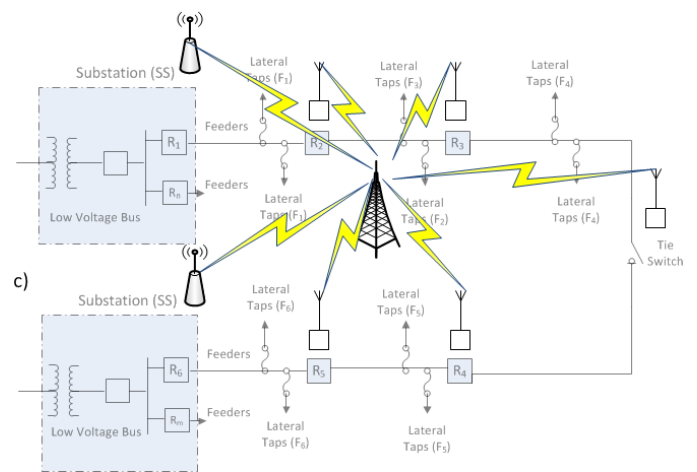 Lateral
Taps (F₁)
Lateral
Taps (F₃)
Lateral
Taps (F₄)
Substation (SS)
R₁
Feeders
R₂
R₃
Rₙ
Feeders
Low Voltage Bus
Lateral
Taps (F₁)
Lateral
Taps (F₂)
Lateral
Taps (F₄)
Tie
Switch
c)
Substation (SS)
Lateral
Taps (F₆)
Lateral
Taps (F₅)
R₆
Feeders
R₅
R₄
Rₘ
Feeders
Low Voltage Bus
Lateral
Taps (F₆)
Lateral
Taps (F₅)